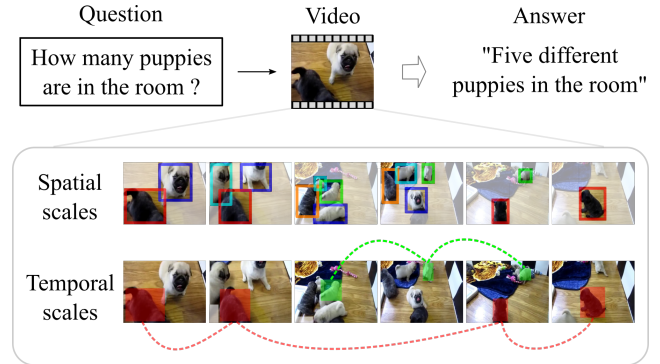 Question
Video
Answer
How many puppies
are in the room ?
"Five different
puppies in the room"
Spatial
scales
Temporal
scales